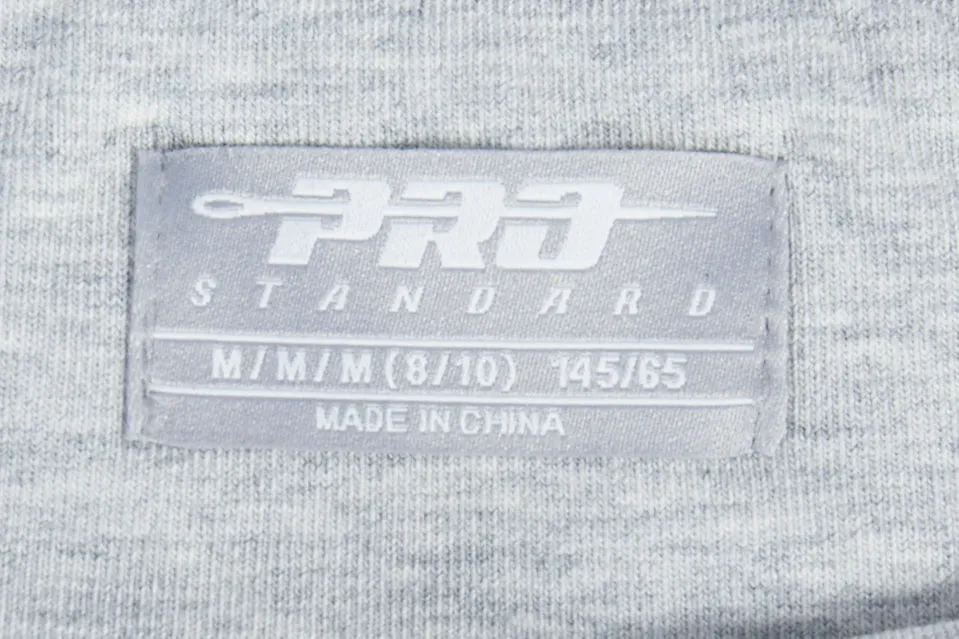 PRO
STANDARD
M/M/M (8/10) 145/65
MADE IN CHINA